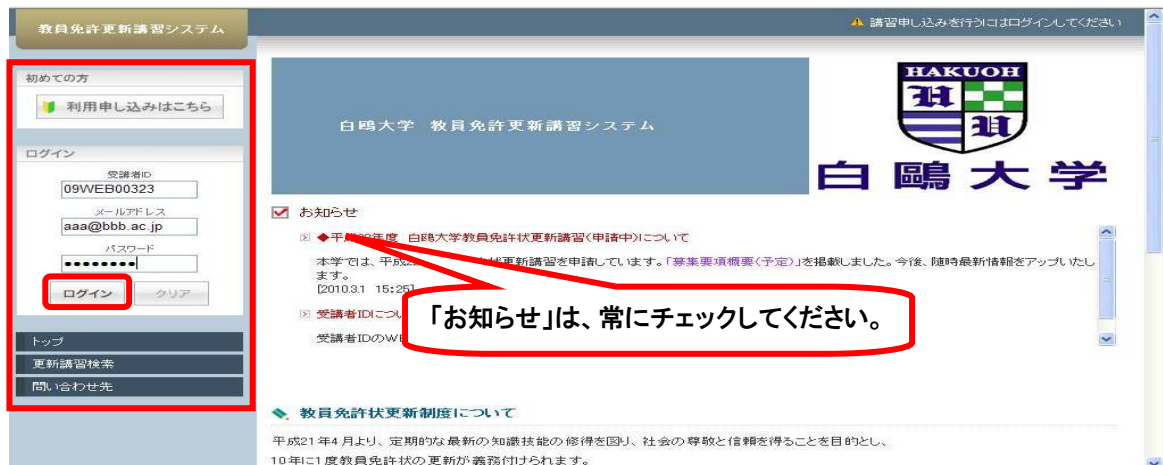 教員免許更新講習システム
講習申し込みを行うにはログインしてください
初めての方
利用申し込みはこちら
ログイン
受講者ID
09WEB00323
メールアドレス
aaa@bbb.ac.jp
パスワード
••••••••
ログイン
クリア
トップ
更新講習検索
問い合わせ先
白鴎大学 教員免許更新講習システム
HAKUOH
白鷗大学
お知らせ
◆平成22年度 白鴎大学教員免許状更新講習(申請中)について
本学では、平成2 状更新講習を申請しています。「募集要項概要(予定)」を掲載しました。今後、随時最新情報をアップいたし
ます。
[2010.3.1 15:25]
受講者IDについ
受講者IDのWE
「お知らせ」は、常にチェックしてください。
教員免許状更新制度について
平成21年4月より、定期的な最新の知識技能の修得を図り、社会の尊敬と信頼を得ることを目的とし、
10年に1度教員免許状の更新が義務付けられます。